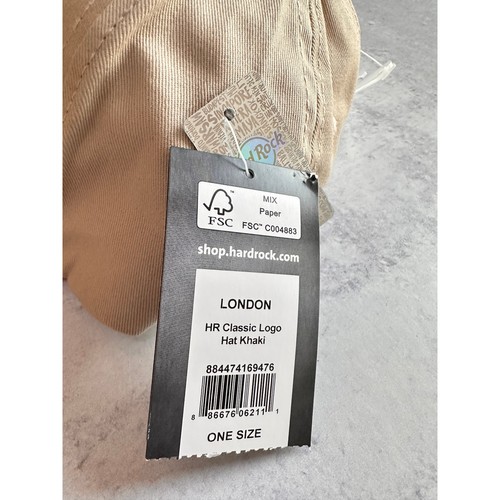 d Rock
FSC
MIX
Paper
FSC™ C004883
shop.hardrock.com
LONDON
HR Classic Logo
Hat Khaki
884474169476
8 86676 06211 1
ONE SIZE